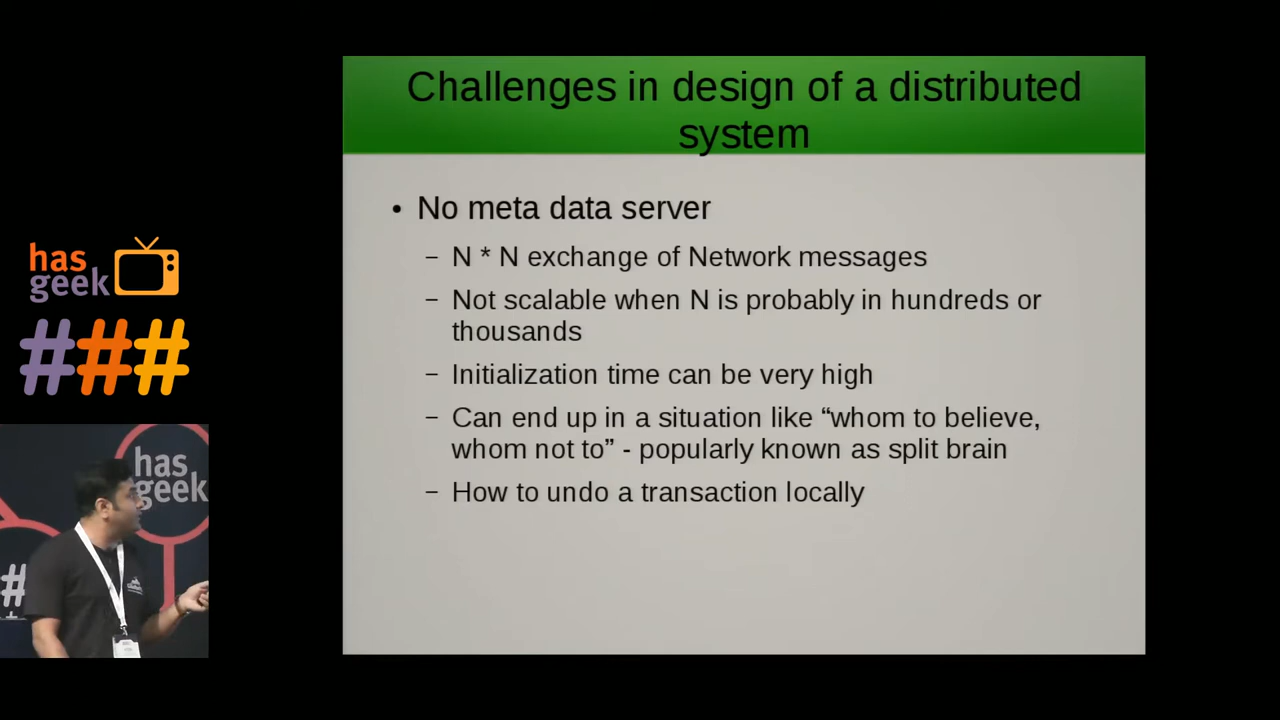 Challenges in design of a distributed
system
• No meta data server
– N * N exchange of Network messages
– Not scalable when N is probably in hundreds or
thousands
– Initialization time can be very high
– Can end up in a situation like “whom to believe,
whom not to” - popularly known as split brain
– How to undo a transaction locally
has
geek
###
has
geek
#